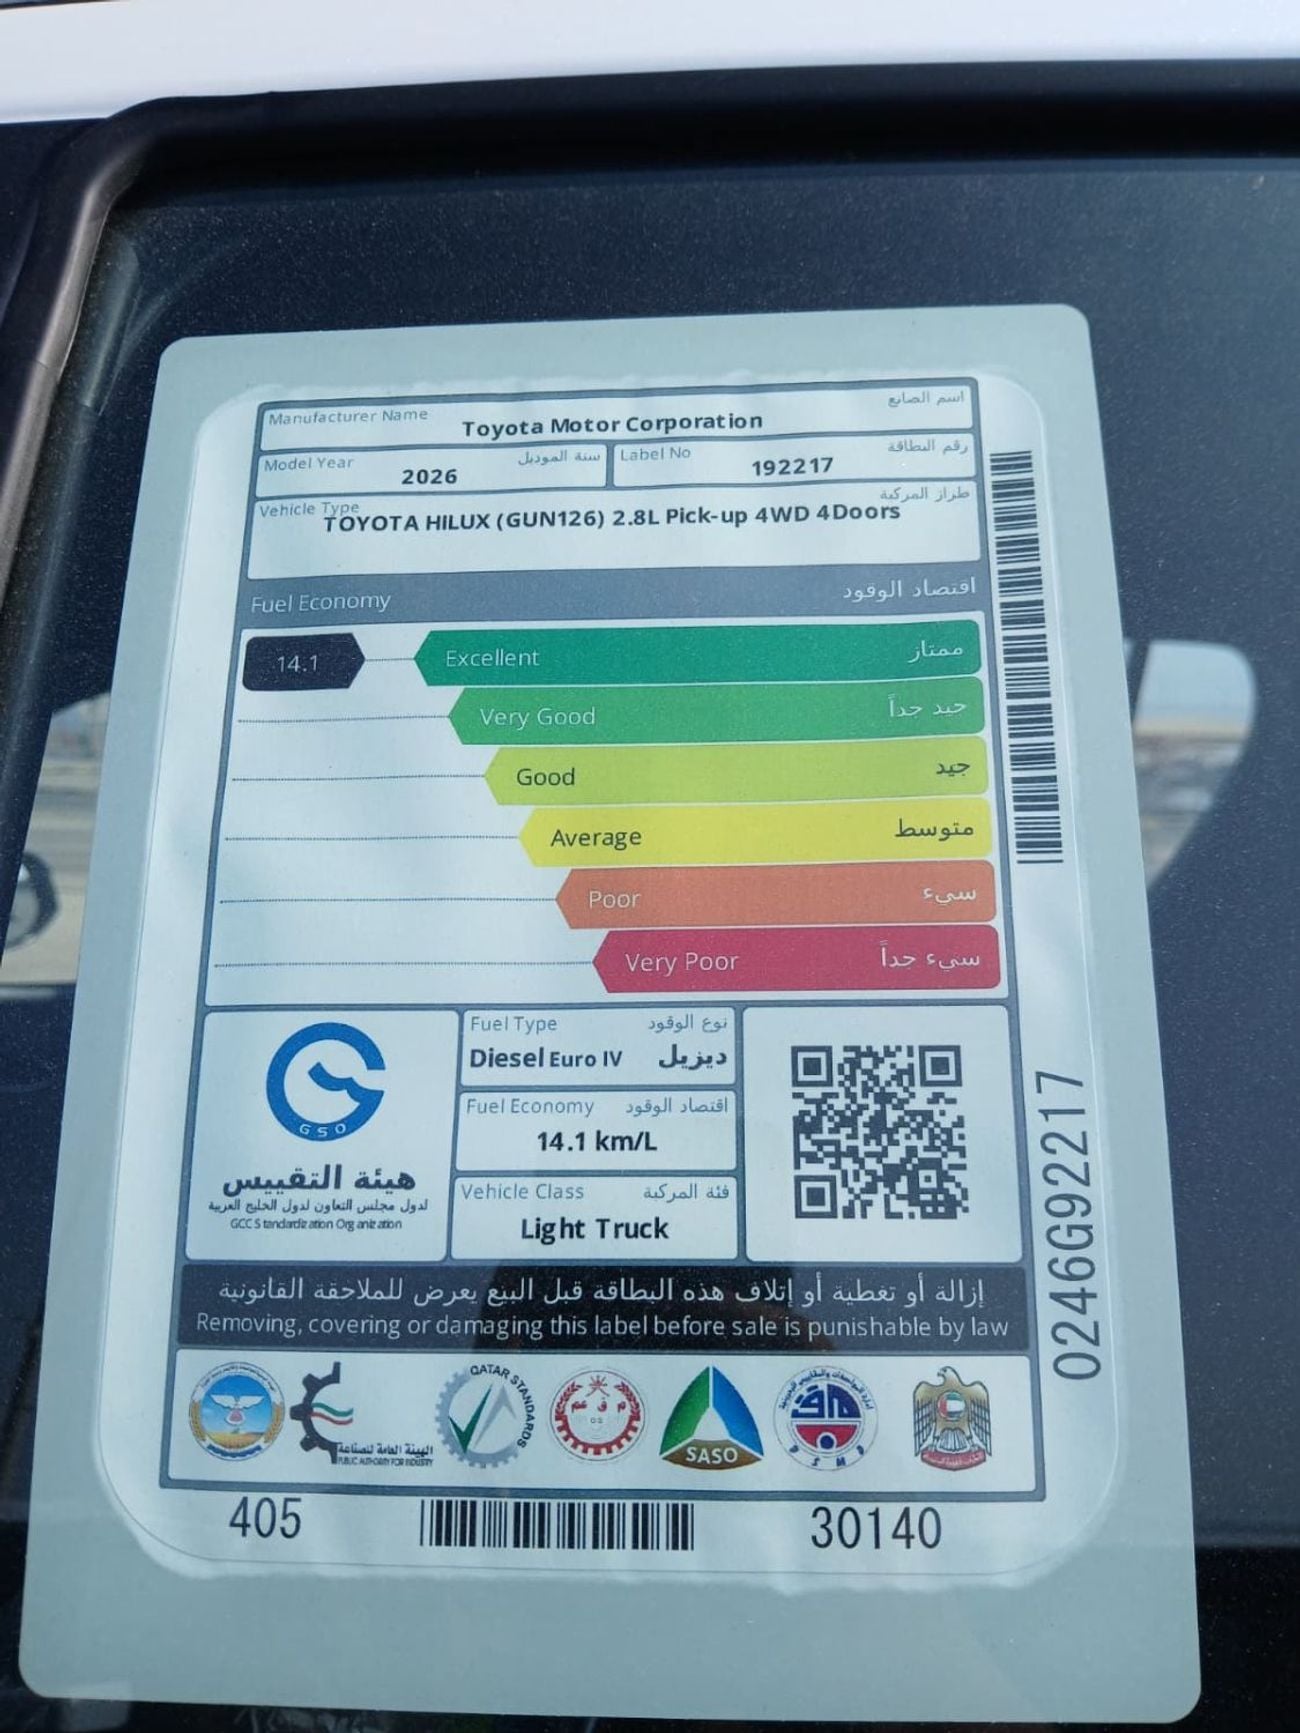 Manufacturer Name Toyota Motor Corporation اسم الصانع
Model Year 2026 سنة الموديل Label No 192217 رقم البطاقة
Vehicle Type طراز المركبة
TOYOTA HILUX (GUN126) 2.8L Pick-up 4WD 4Doors
Fuel Economy اقتصاد الوقود
14.1 Excellent ممتاز
Very Good جيد جداً
Good جيد
Average متوسط
Poor سيء
Very Poor سيء جداً
Fuel Type نوع الوقود
Diesel Euro IV ديزيل
Fuel Economy اقتصاد الوقود
14.1 km/L
Vehicle Class فئة المركبة
Light Truck
GSO
هيئة التقييس
لدول مجلس التعاون لدول الخليج العربية
GCC Standardization Organization
0246G92217
إزالة أو تغطية أو إتلاف هذه البطاقة قبل البيع يعرض للملاحقة القانونية
Removing, covering or damaging this label before sale is punishable by law
الهيئة العامة للصناعة
PUBLIC AUTHORITY FOR INDUSTRY
QATAR STANDARDS
م ق عم
SASO
405
30140